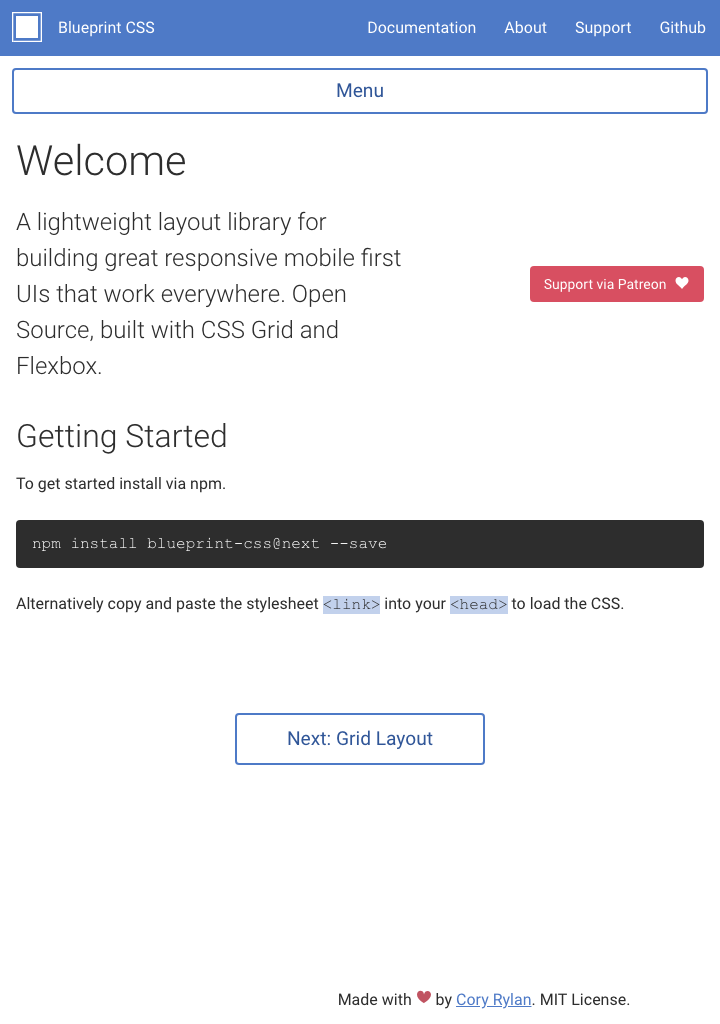 Blueprint CSS Documentation About Support Github
Menu
Welcome
A lightweight layout library for
building great responsive mobile first
UIs that work everywhere. Open
Source, built with CSS Grid and
Flexbox.
Support via Patreon
Getting Started
To get started install via npm.
npm install blueprint-css@next --save
Alternatively copy and paste the stylesheet <link> into your <head> to load the CSS.
Next: Grid Layout
Made with ♥ by Cory Rylan. MIT License.